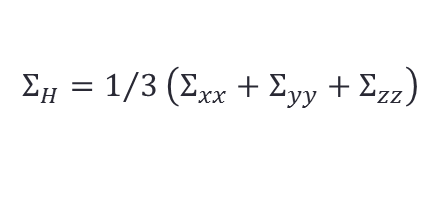 Σ_H = 1/3 (Σ_xx + Σ_yy + Σ_zz)